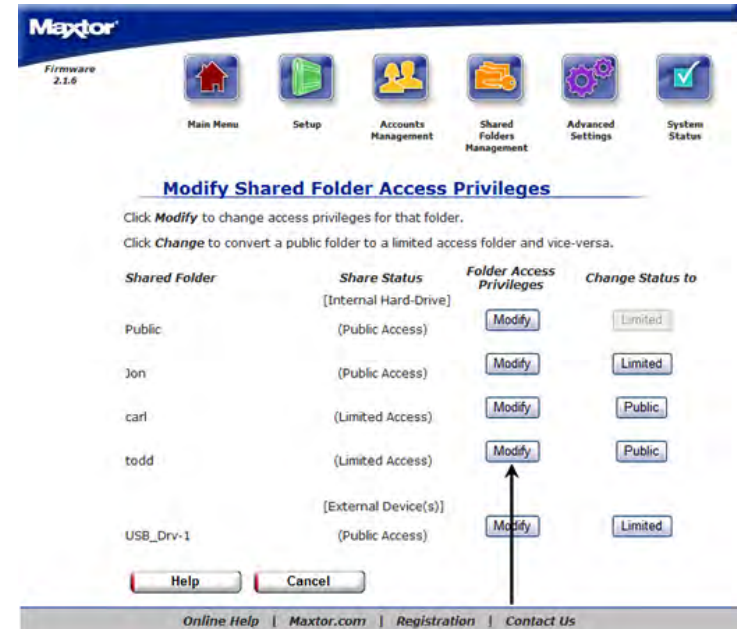 Maxtor
Firmware
2.1.6
Main Menu
Setup
Accounts
Management
Shared
Folders
Management
Advanced
Settings
System
Status
Modify Shared Folder Access Privileges
Click Modify to change access privileges for that folder.
Click Change to convert a public folder to a limited access folder and vice-versa.
Shared Folder Share Status Folder Access Privileges Change Status to
[Internal Hard-Drive]
Public (Public Access) Modify Limited
Jon (Public Access) Modify Limited
carl (Limited Access) Modify Public
todd (Limited Access) Modify Public
[External Device(s)]
USB_Drv-1 (Public Access) Modify Limited
Help Cancel
Online Help | Maxtor.com | Registration | Contact Us